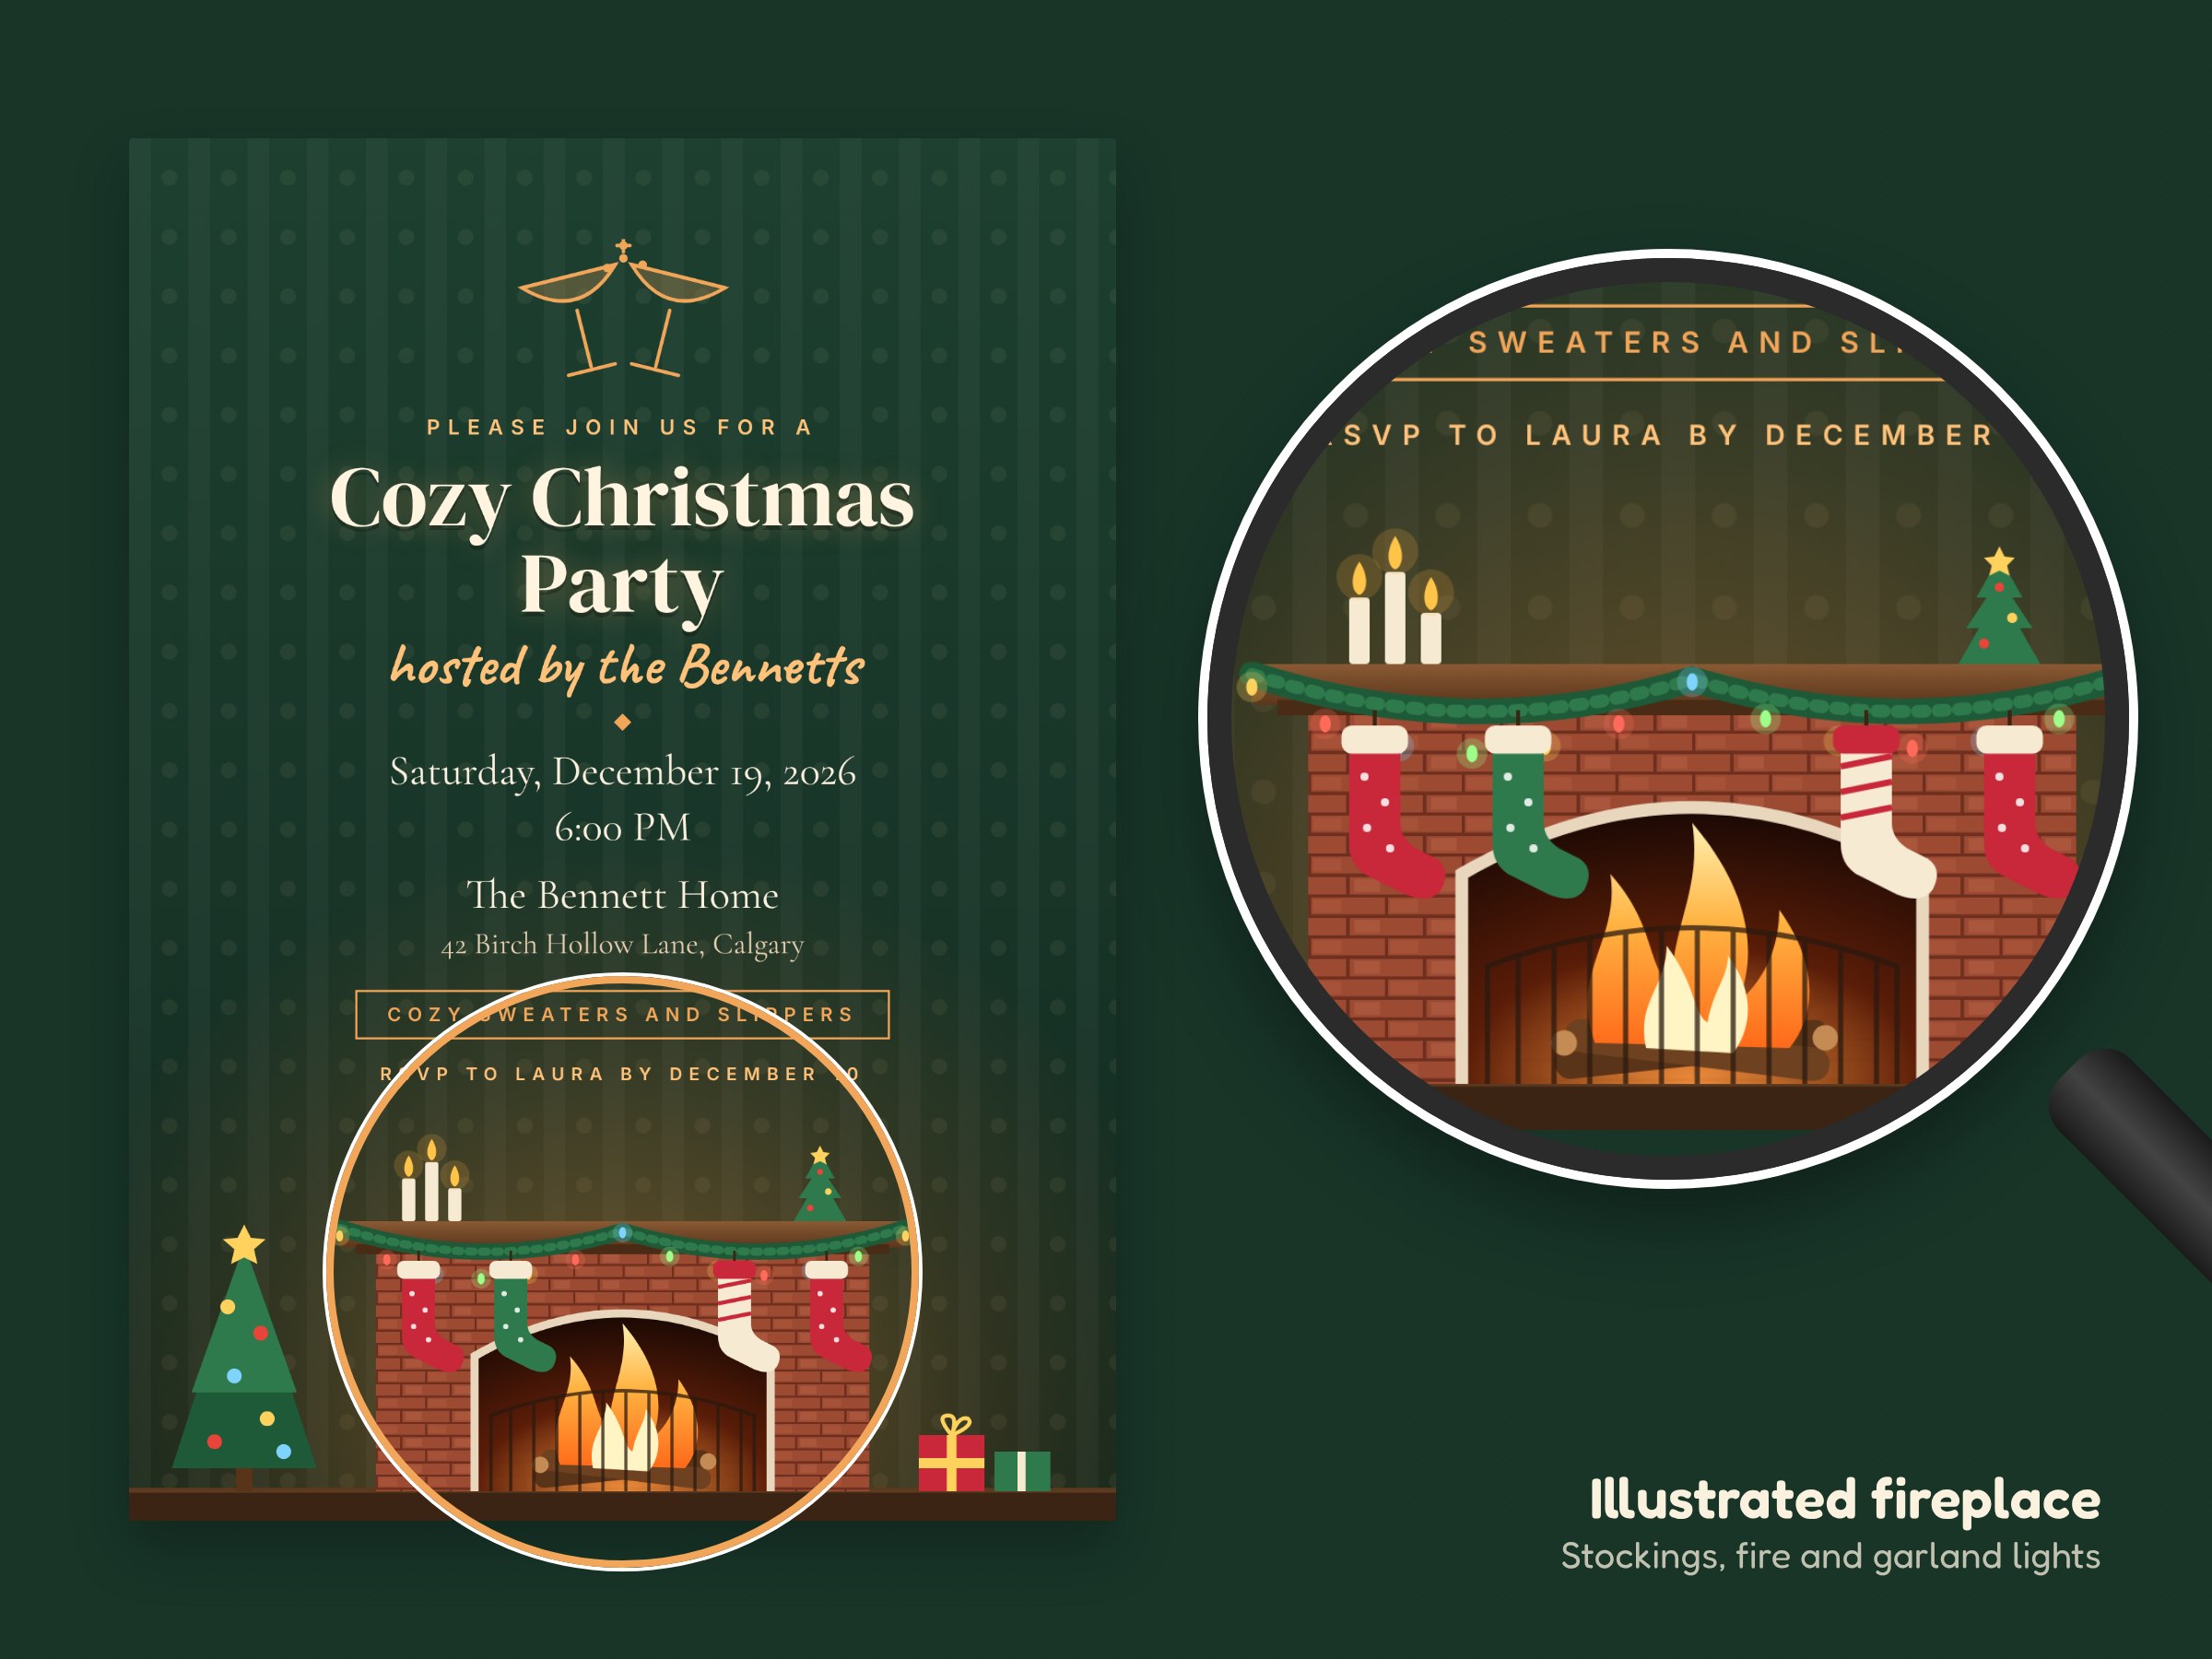 PLEASE JOIN US FOR A
Cozy Christmas
Party
hosted by the Bennetts
Saturday, December 19, 2026
6:00 PM
The Bennett Home
42 Birch Hollow Lane, Calgary
COZY SWEATERS AND SLIPPERS
RSVP TO LAURA BY DECEMBER
SWEATERS AND
SVP TO LAURA BY DECEMBER
Illustrated fireplace
Stockings, fire and garland lights